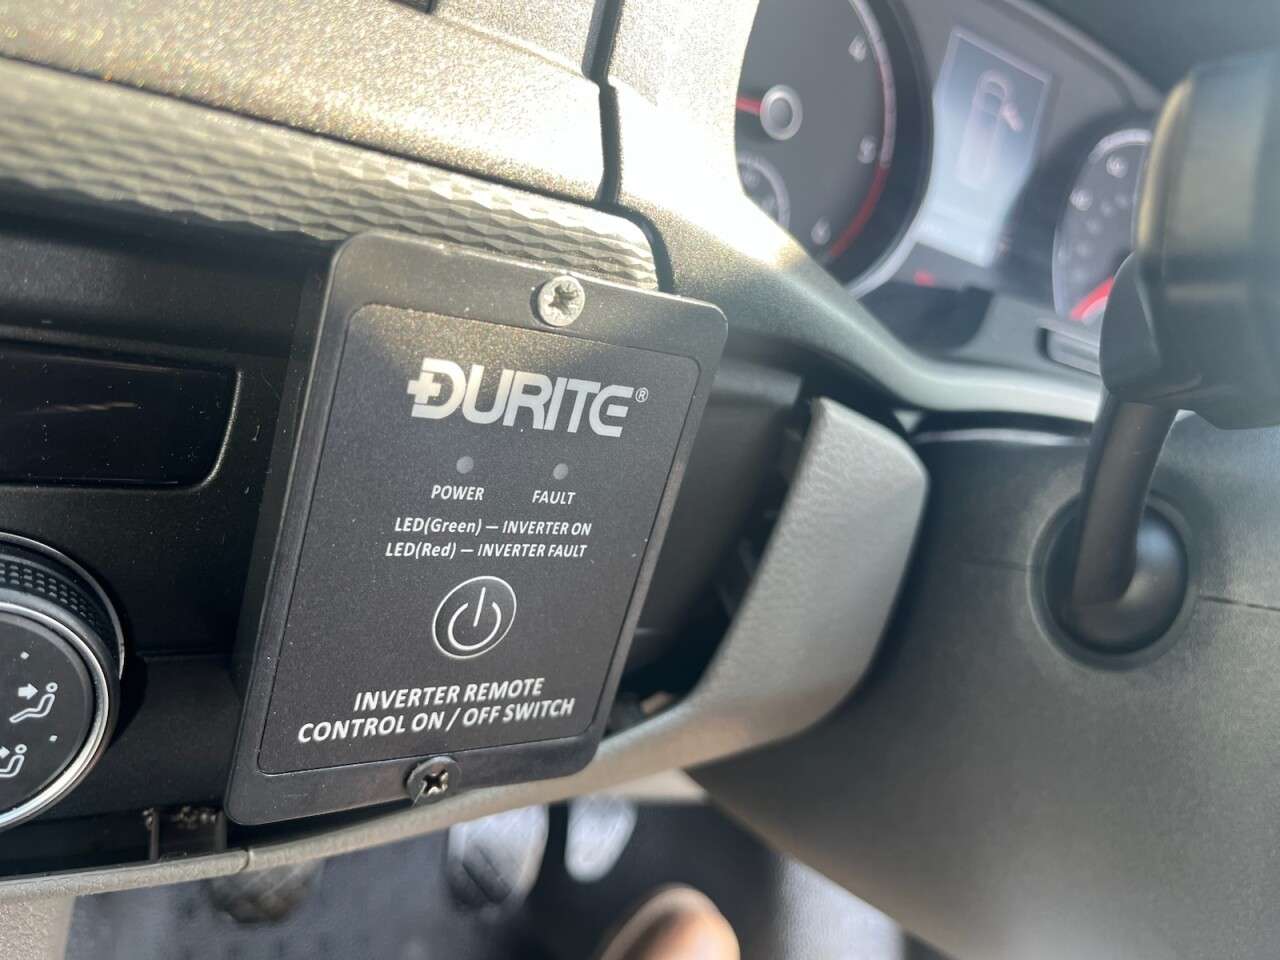 DURITE®
POWER FAULT
LED(Green) — INVERTER ON
LED(Red) — INVERTER FAULT
INVERTER REMOTE
CONTROL ON / OFF SWITCH